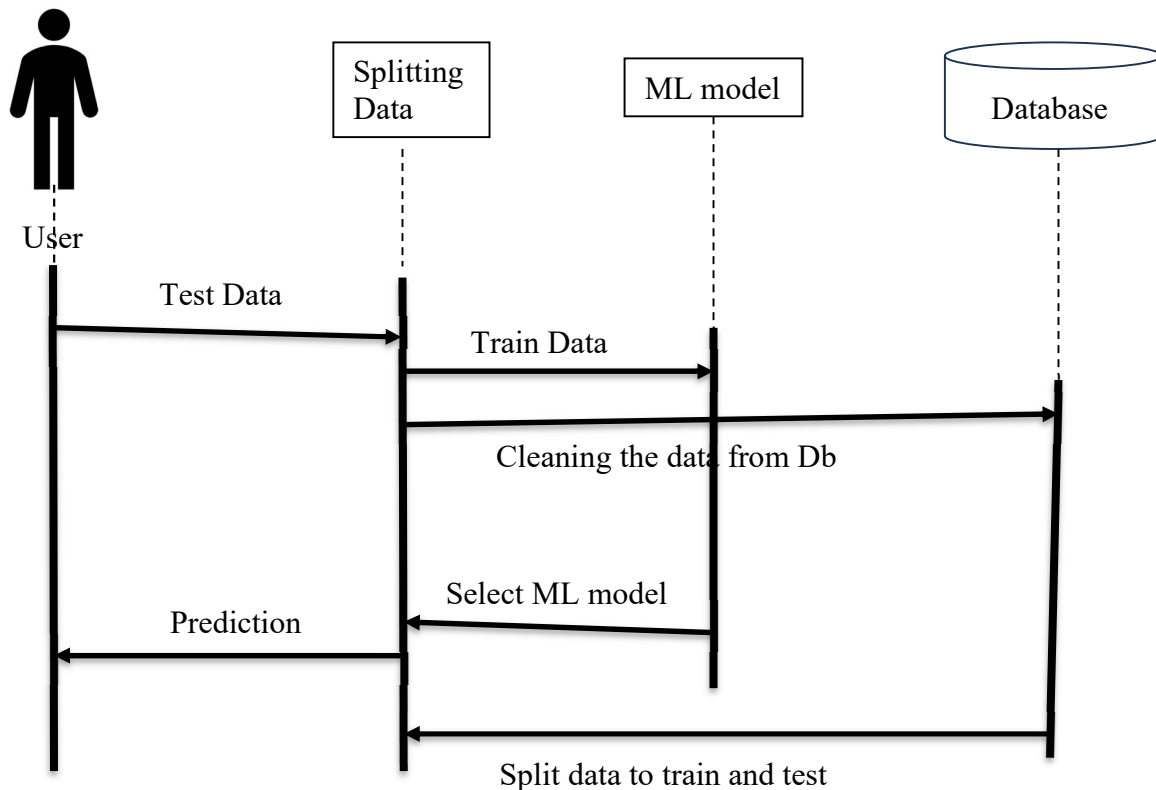 Splitting
Data
ML model
Database
User
Test Data
Train Data
Cleaning the data from Db
Select ML model
Prediction
Split data to train and test